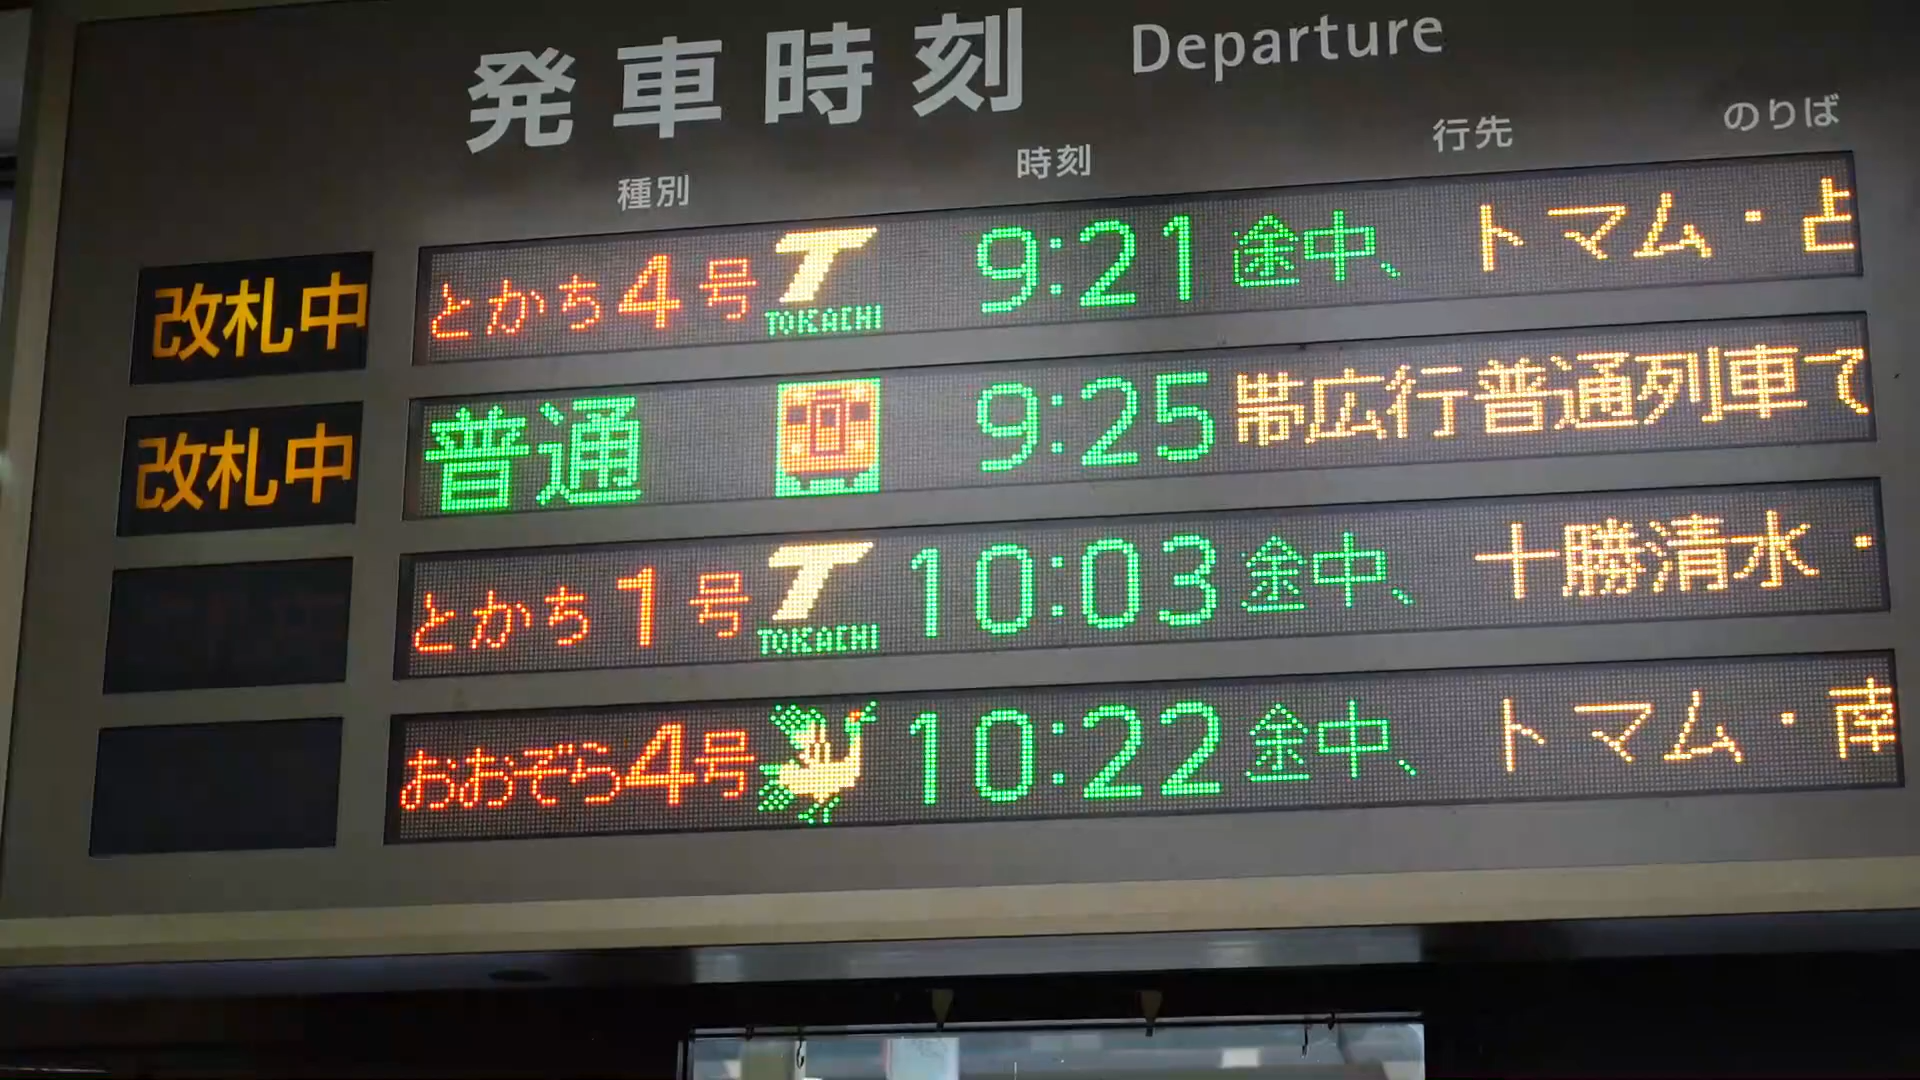 発車時刻 Departure
種別 時刻 行先 のりば
改札中 とかち4号 TOKACHI 9:21 途中、 トマム・占
改札中 普通 9:25 帯広行普通列車で
とかち1号 TOKACHI 10:03 途中、 十勝清水・
おおぞら4号 10:22 途中、 トマム・南